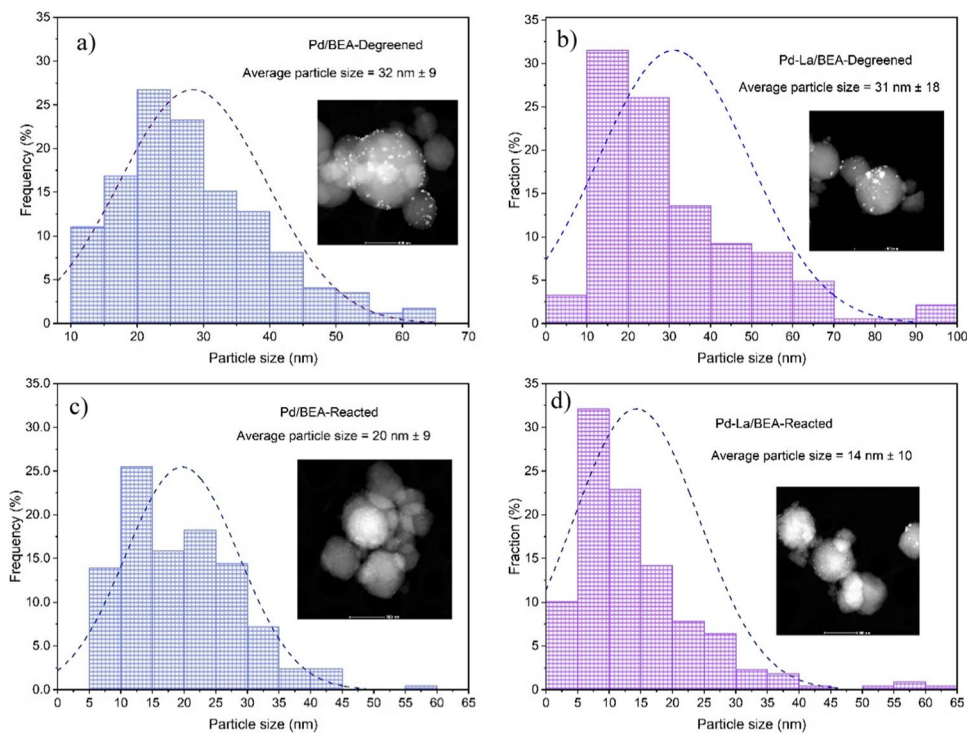 a)
Pd/BEA-Degreened
Average particle size = 32 nm ± 9
Frequency (%)
35
30
25
20
15
10
5
0
10 20 30 40 50 60 70
Particle size (nm)
b)
Pd-La/BEA-Degreened
Average particle size = 31 nm ± 18
Fraction (%)
35
30
25
20
15
10
5
0
0 10 20 30 40 50 60 70 80 90 100
Particle size (nm)
c)
Pd/BEA-Reacted
Average particle size = 20 nm ± 9
Frequency (%)
35.0
30.0
25.0
20.0
15.0
10.0
5.0
0.0
0 5 10 15 20 25 30 35 40 45 50 55 60 65
Particle size (nm)
d)
Pd-La/BEA-Reacted
Average particle size = 14 nm ± 10
Fraction (%)
35
30
25
20
15
10
5
0
0 5 10 15 20 25 30 35 40 45 50 55 60 65
Particle size (nm)